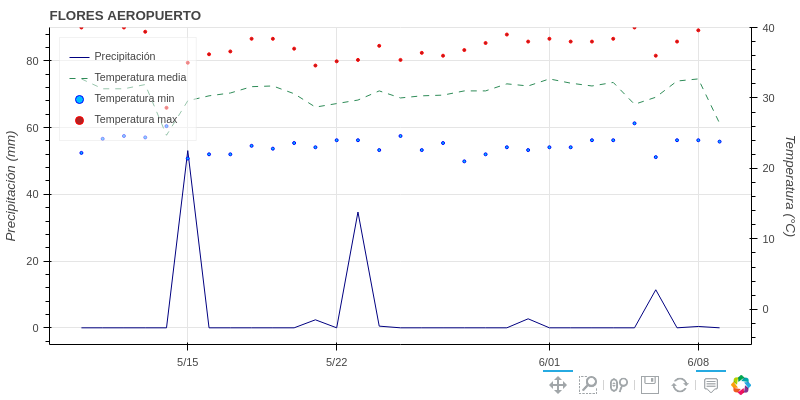 FLORES AEROPUERTO
Precipitación
Temperatura media
Temperatura min
Temperatura max
Precipitación (mm)
80
60
40
20
0
Temperatura (°C)
40
30
20
10
0
5/15
5/22
6/01
6/08